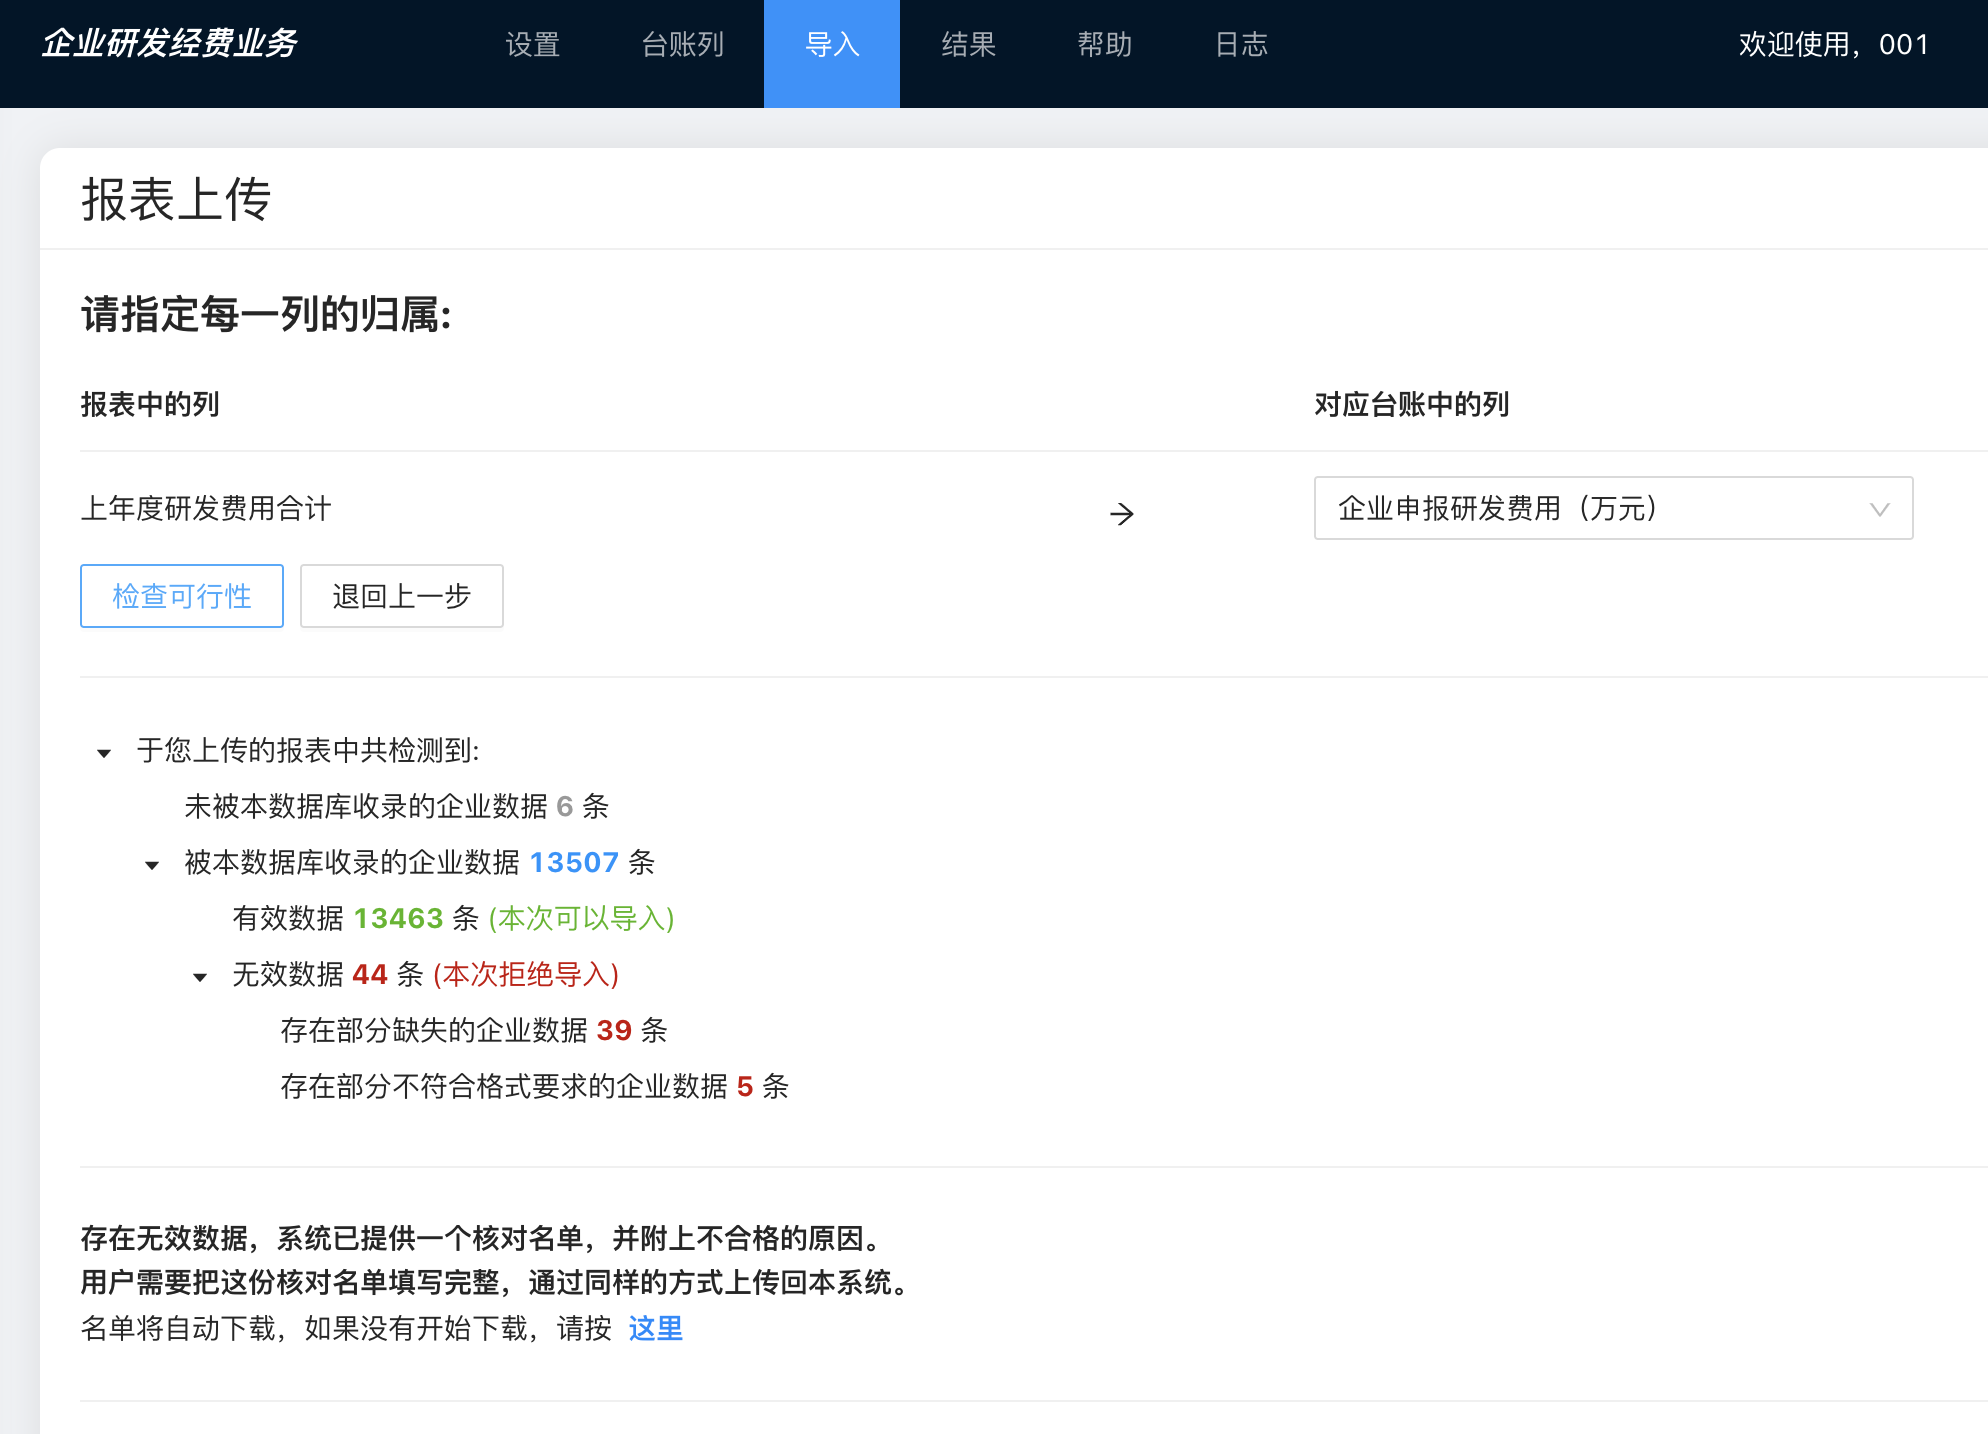 企业研发经费业务 设置 台账列 导入 结果 帮助 日志 欢迎使用，001
报表上传
请指定每一列的归属:
报表中的列 对应台账中的列
上年度研发费用合计 → 企业申报研发费用（万元）
检查可行性 退回上一步
于您上传的报表中共检测到:
未被本数据库收录的企业数据 6 条
被本数据库收录的企业数据 13507 条
有效数据 13463 条 (本次可以导入)
无效数据 44 条 (本次拒绝导入)
存在部分缺失的企业数据 39 条
存在部分不符合格式要求的企业数据 5 条
存在无效数据，系统已提供一个核对名单，并附上不合格的原因。
用户需要把这份核对名单填写完整，通过同样的方式上传回本系统。
名单将自动下载，如果没有开始下载，请按 这里